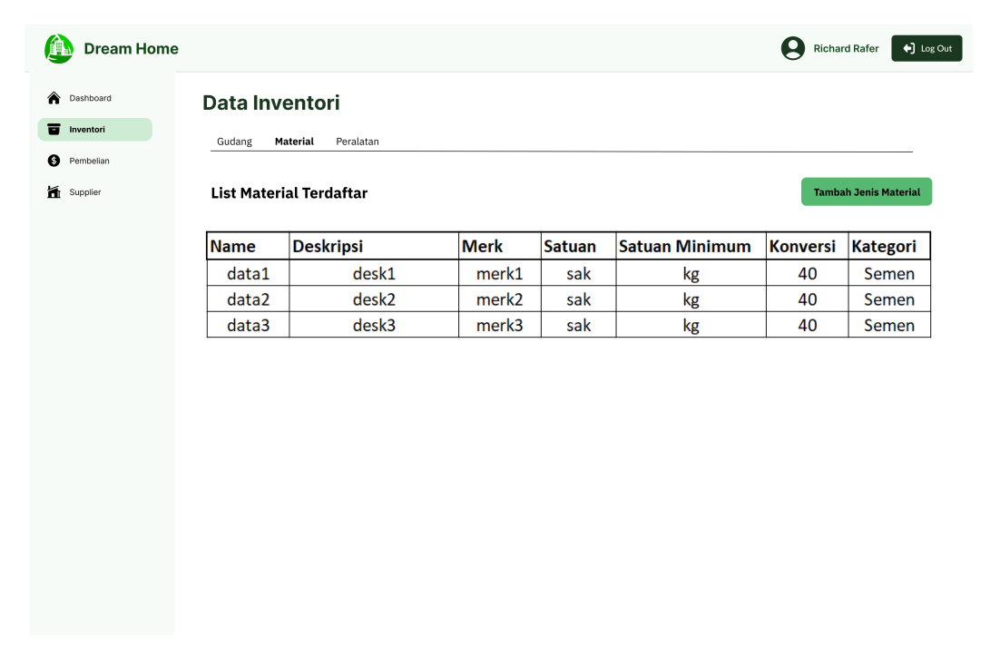 Dream Home
Richard Rafer
Log Out
Dashboard
Inventori
Pembelian
Supplier
Data Inventori
Gudang Material Peralatan
List Material Terdaftar
Tambah Jenis Material
Name Deskripsi Merk Satuan Satuan Minimum Konversi Kategori
data1 desk1 merk1 sak kg 40 Semen
data2 desk2 merk2 sak kg 40 Semen
data3 desk3 merk3 sak kg 40 Semen